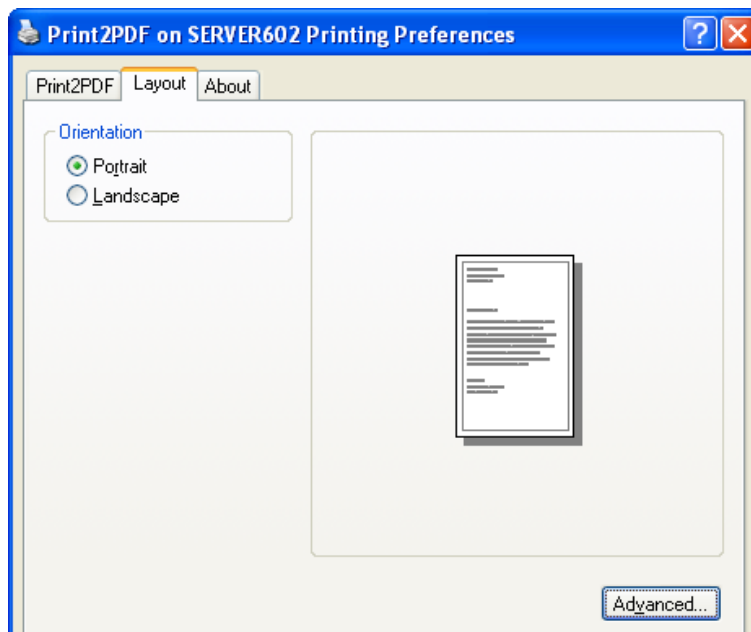 Print2PDF on SERVER602 Printing Preferences
Print2PDF Layout About
Orientation
Portrait
Landscape
Advanced...